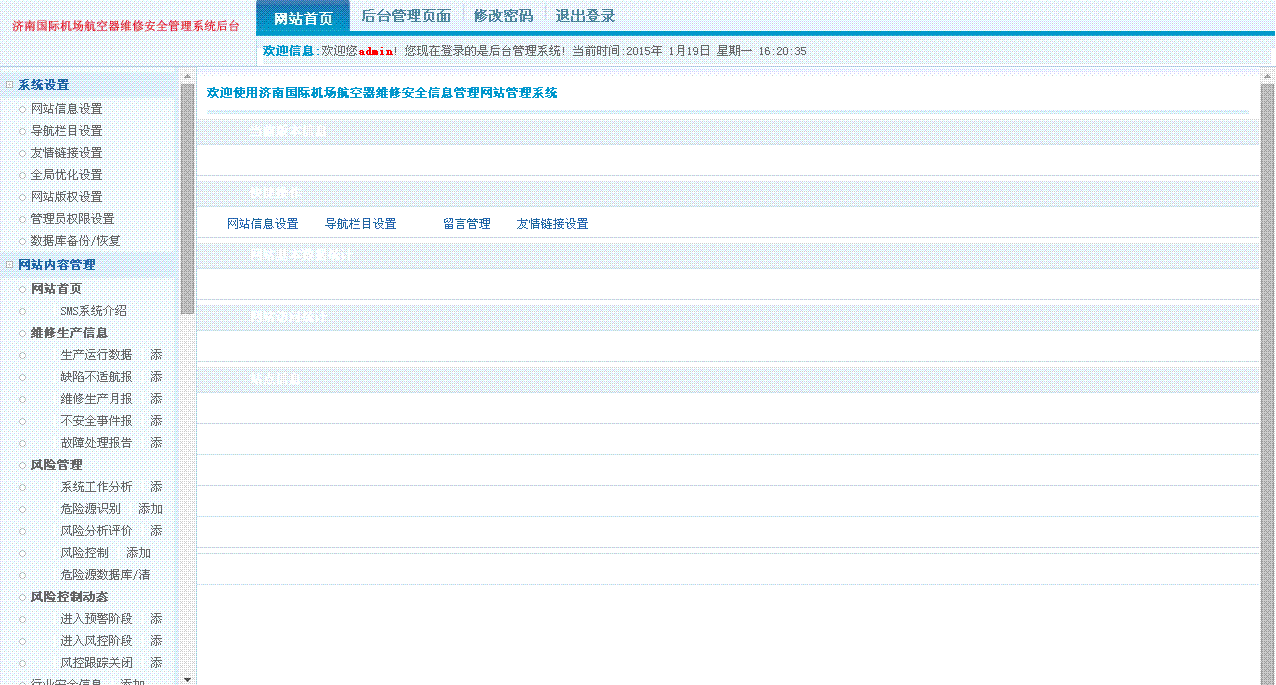 济南国际机场航空器维修安全管理系统后台
网站首页 后台管理页面 修改密码 退出登录
欢迎信息:欢迎您admin! 您现在登录的是后台管理系统! 当前时间:2015年 1月19日 星期一 16:20:35
系统设置
网站信息设置
导航栏目设置
友情链接设置
全局优化设置
网站版权设置
管理员权限设置
数据库备份/恢复
网站内容管理
网站首页
SMS系统介绍
维修生产信息
生产运行数据 添
缺陷不适航报 添
维修生产月报 添
不安全事件报 添
故障处理报告 添
风险管理
系统工作分析 添
危险源识别 添加
风险分析评价 添
风险控制 添加
危险源数据库/清
风险控制动态
进入预警阶段 添
进入风控阶段 添
风控跟踪关闭 添
行业安全信息 添加
欢迎使用济南国际机场航空器维修安全信息管理网站管理系统
快捷操作
网站信息设置 导航栏目设置 留言管理 友情链接设置